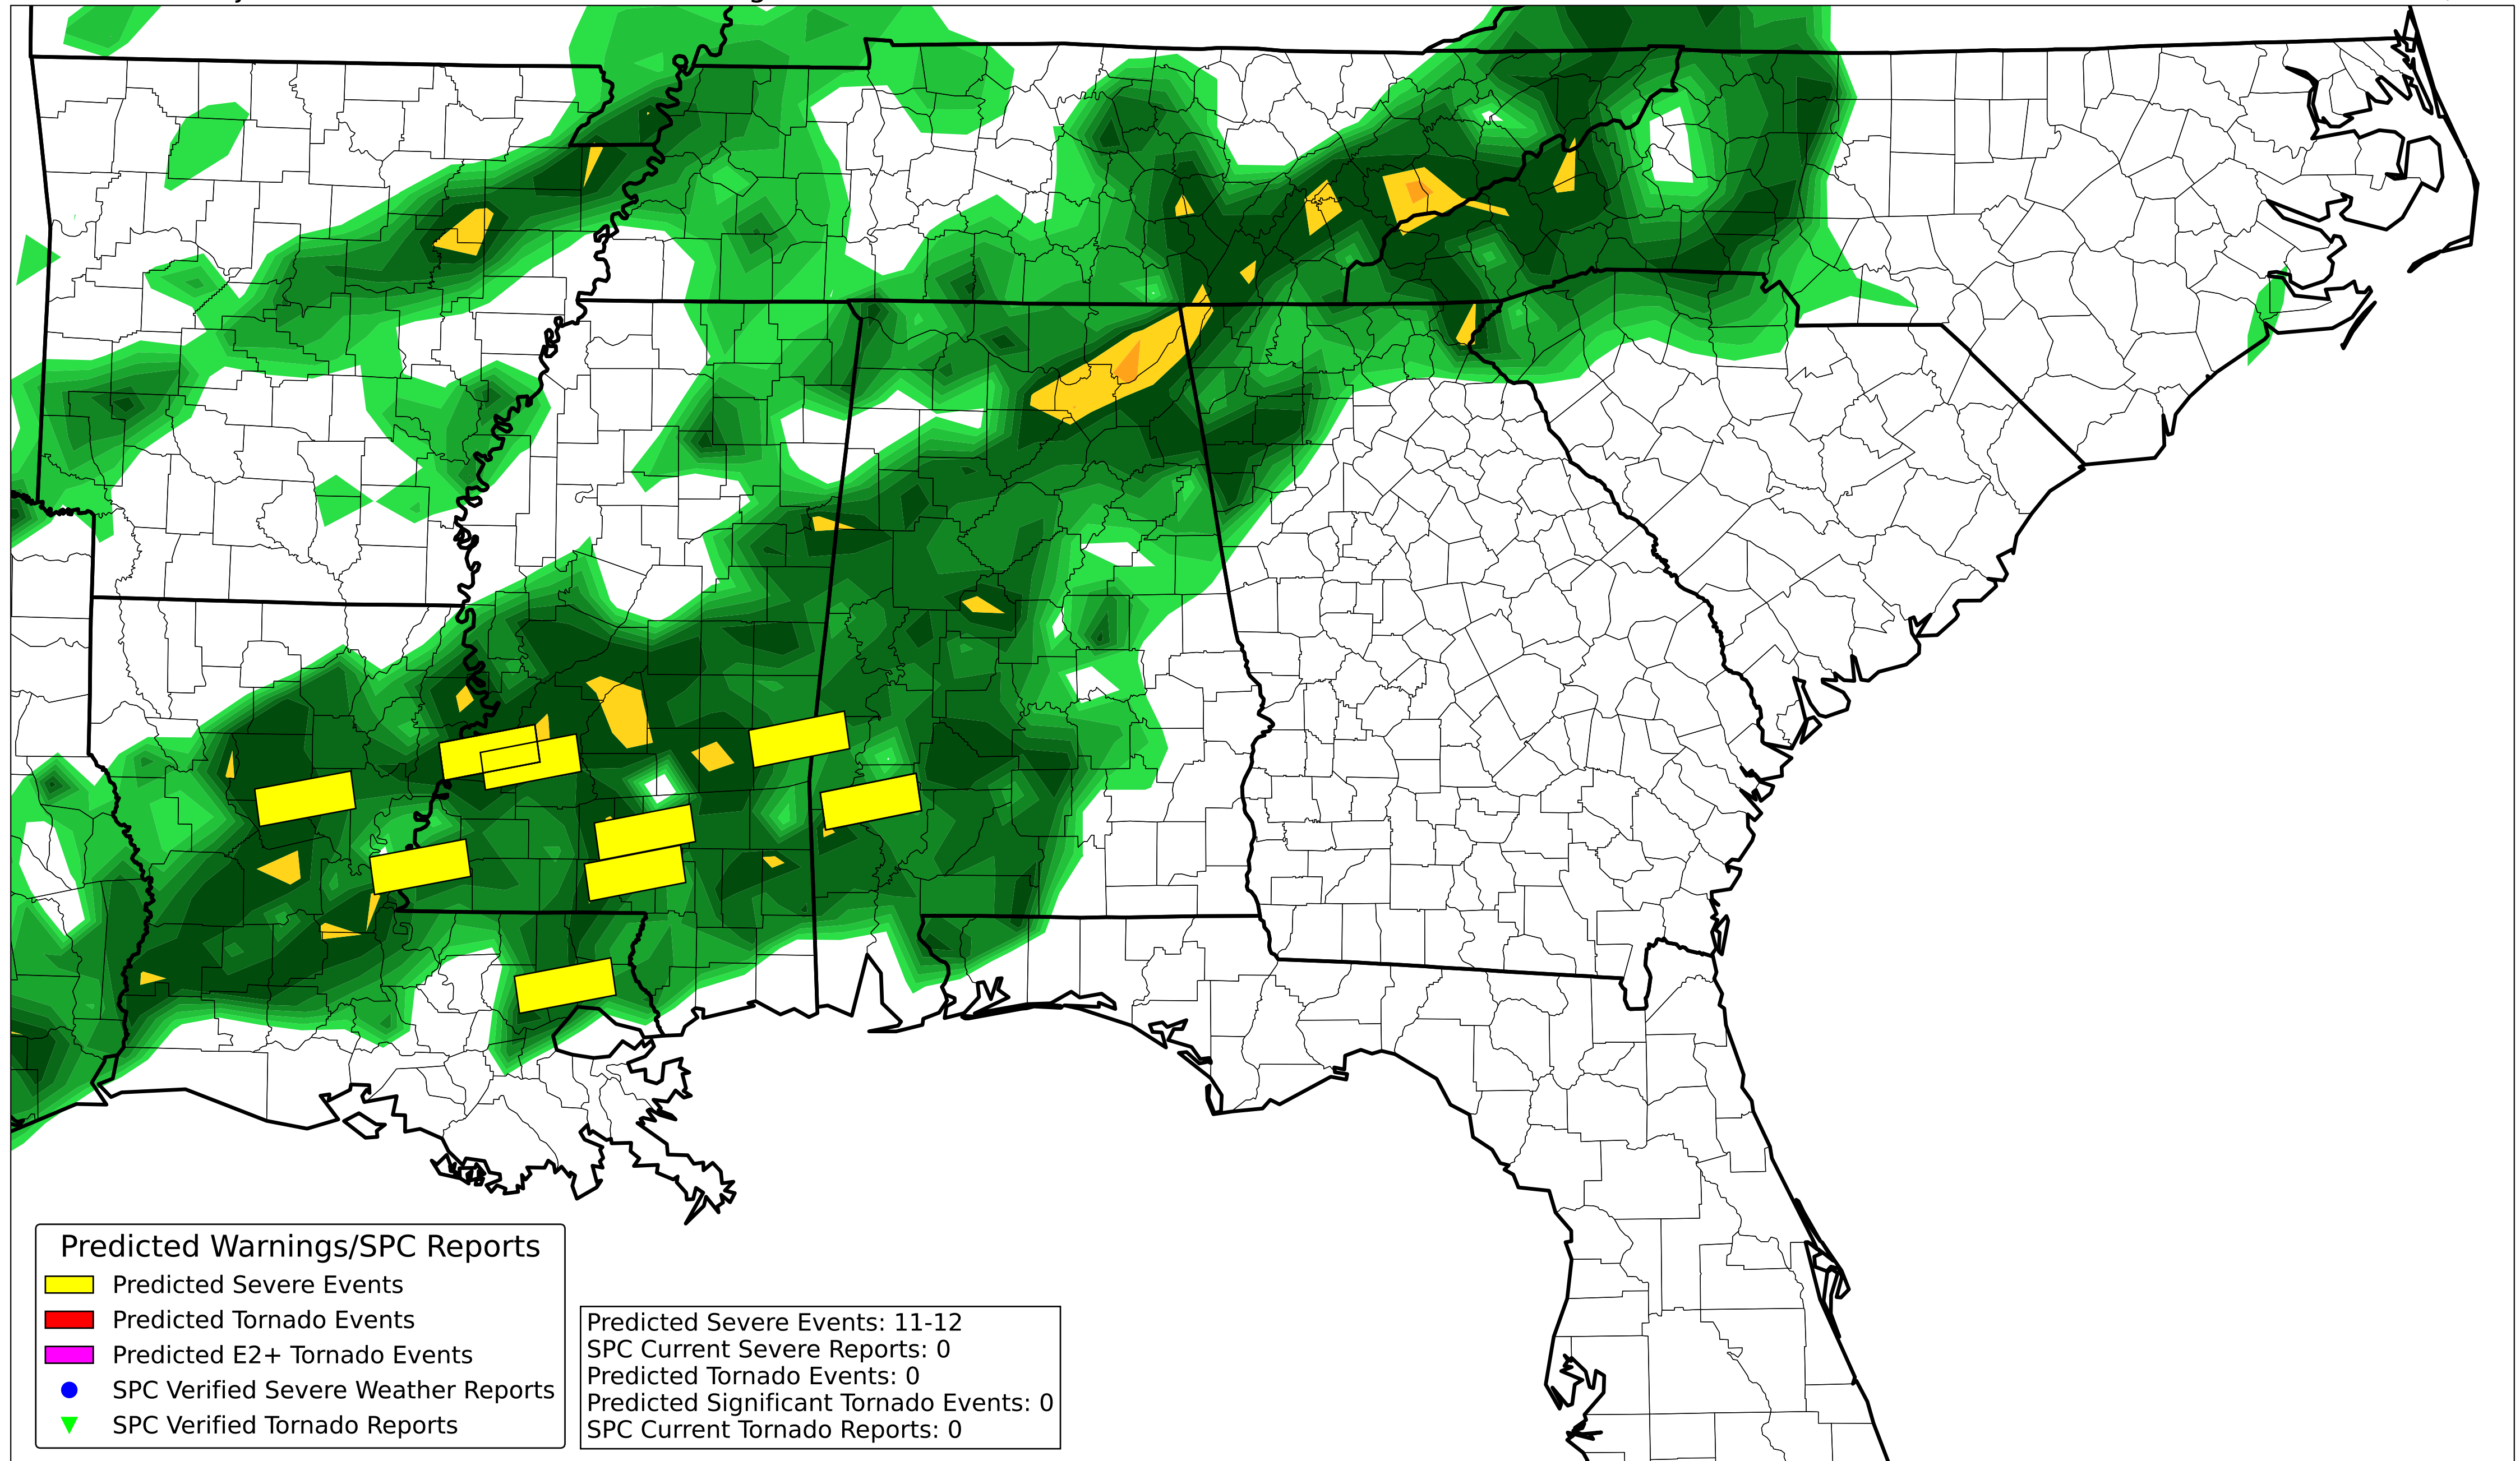 Predicted Warnings/SPC Reports
Predicted Severe Events
Predicted Tornado Events
Predicted E2+ Tornado Events
SPC Verified Severe Weather Reports
SPC Verified Tornado Reports
Predicted Severe Events: 11-12
SPC Current Severe Reports: 0
Predicted Tornado Events: 0
Predicted Significant Tornado Events: 0
SPC Current Tornado Reports: 0